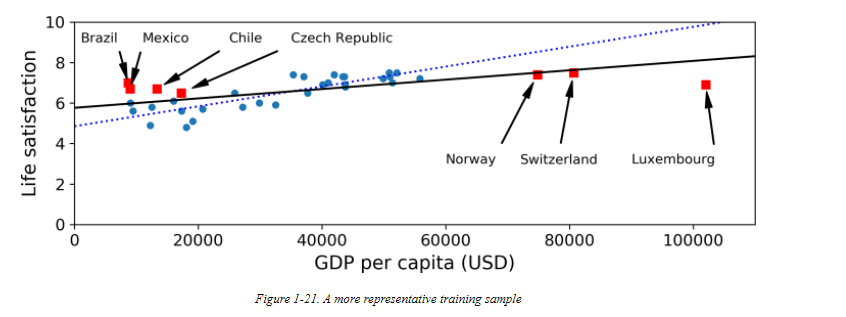 10
Brazil Mexico Chile Czech Republic
8
6
4
Norway Switzerland Luxembourg
2
0
Life satisfaction
0 20000 40000 60000 80000 100000
GDP per capita (USD)
Figure 1-21. A more representative training sample